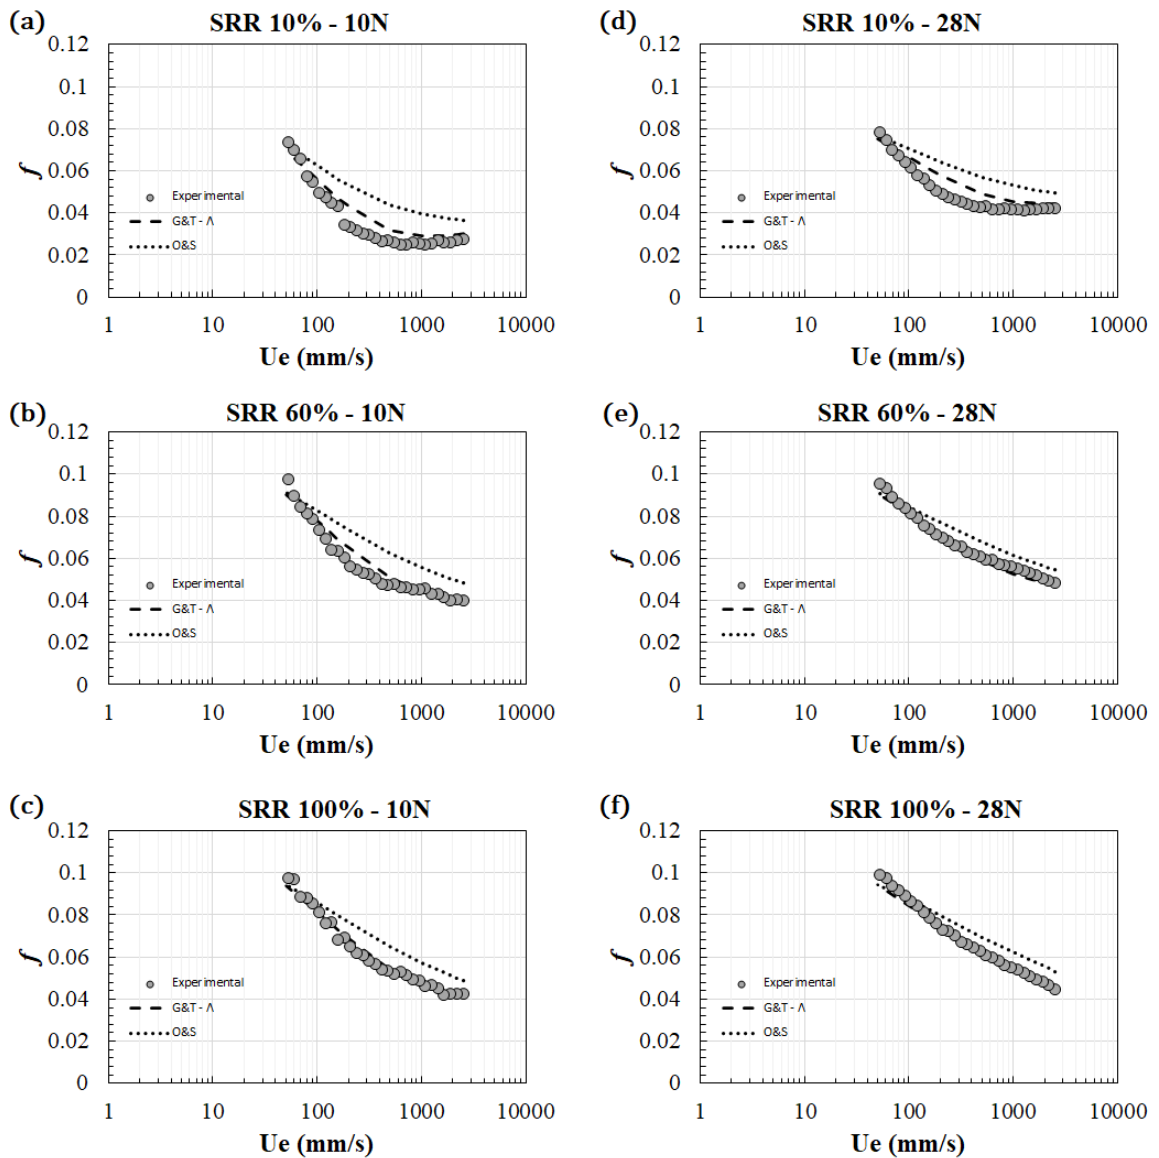 (a) SRR 10% - 10N
0.12
0.1
0.08
0.06
0.04
0.02
0
f
Experimental
G&T - Λ
O&S
1 10 100 1000 10000
Ue (mm/s)
(d) SRR 10% - 28N
0.12
0.1
0.08
0.06
0.04
0.02
0
f
Experimental
G&T - Λ
O&S
1 10 100 1000 10000
Ue (mm/s)
(b) SRR 60% - 10N
0.12
0.1
0.08
0.06
0.04
0.02
0
f
Experimental
G&T - Λ
O&S
1 10 100 1000 10000
Ue (mm/s)
(e) SRR 60% - 28N
0.12
0.1
0.08
0.06
0.04
0.02
0
f
Experimental
G&T - Λ
O&S
1 10 100 1000 10000
Ue (mm/s)
(c) SRR 100% - 10N
0.12
0.1
0.08
0.06
0.04
0.02
0
f
Experimental
G&T - Λ
O&S
1 10 100 1000 10000
Ue (mm/s)
(f) SRR 100% - 28N
0.12
0.1
0.08
0.06
0.04
0.02
0
f
Experimental
G&T - Λ
O&S
1 10 100 1000 10000
Ue (mm/s)